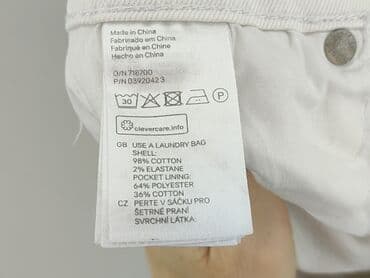 Made in China
Fabricado em China
Fabriqué en Chine
Hecho en China
O/N 718700
P/N 0392042 3
30
P
clevercare.info
GB USE A LAUNDRY BAG
SHELL:
98% COTTON
2% ELASTANE
POCKET LINING:
64% POLYESTER
36% COTTON
CZ PERTE V SÁČKU PRO
ŠETRNÉ PRANÍ
SVRCHNÍ LÁTKA: